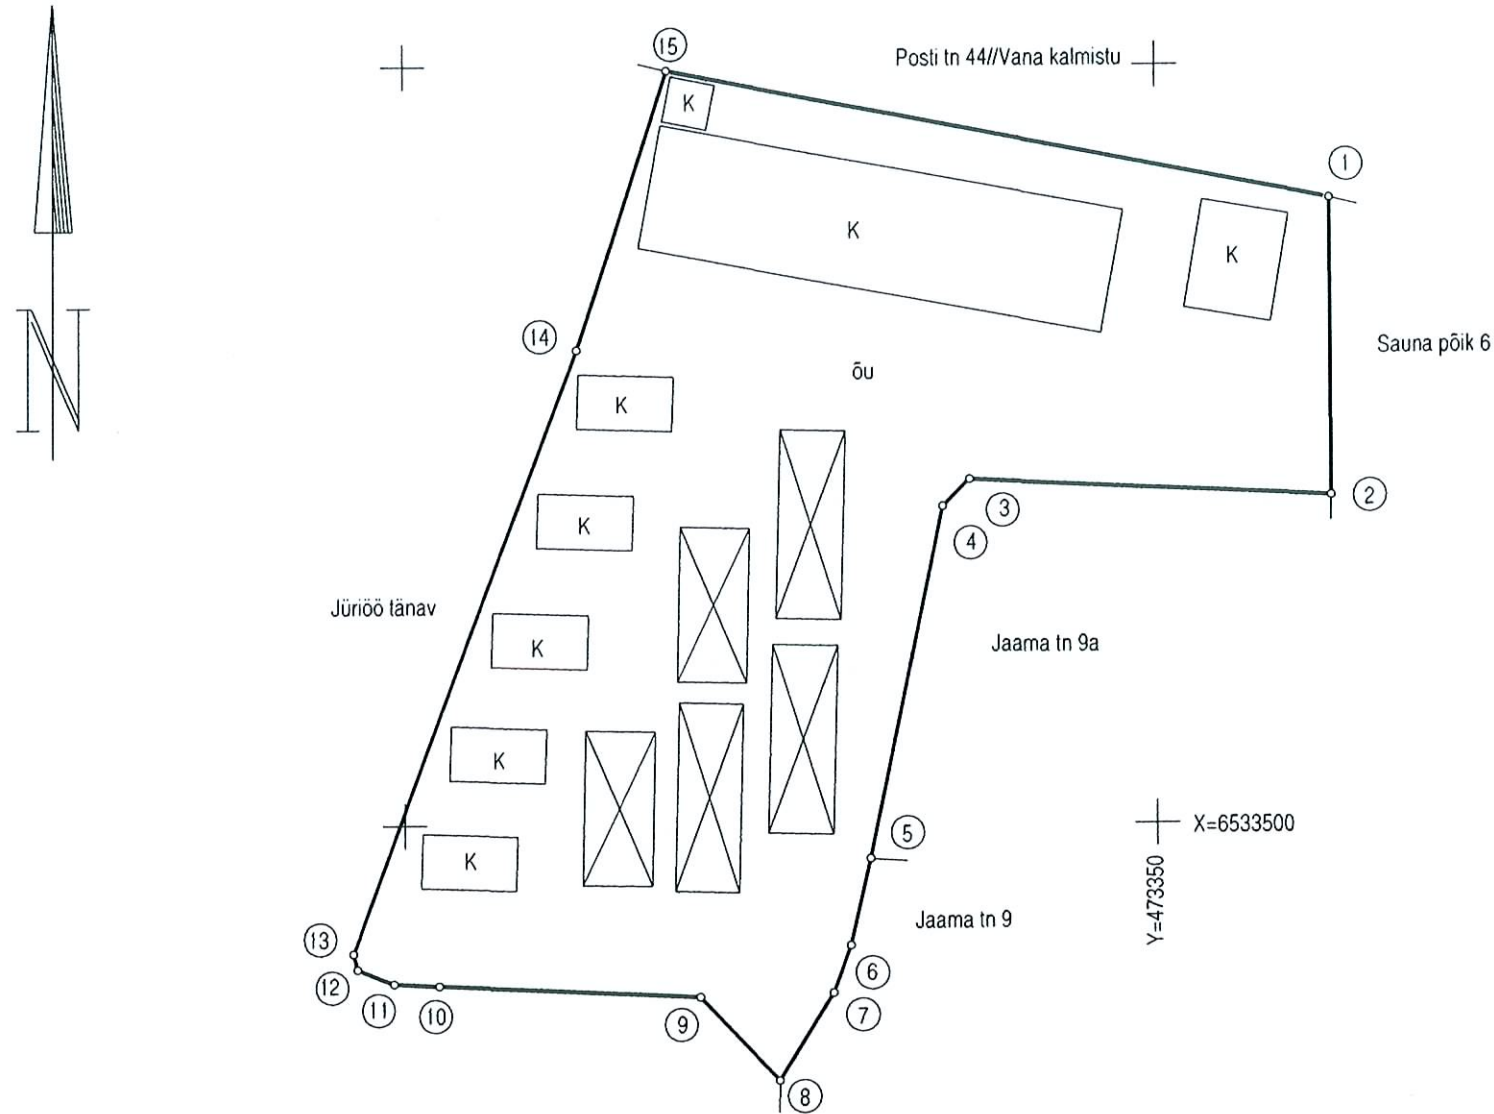 15
Posti tn 44//Vana kalmistu
1
K
K
K
N
14
Sauna põik 6
õu
K
2
3
K
4
Jüriöö tänav
Jaama tn 9a
K
K
5
X=6533500
K
Y=473350
Jaama tn 9
13
6
12
11
10
9
7
8